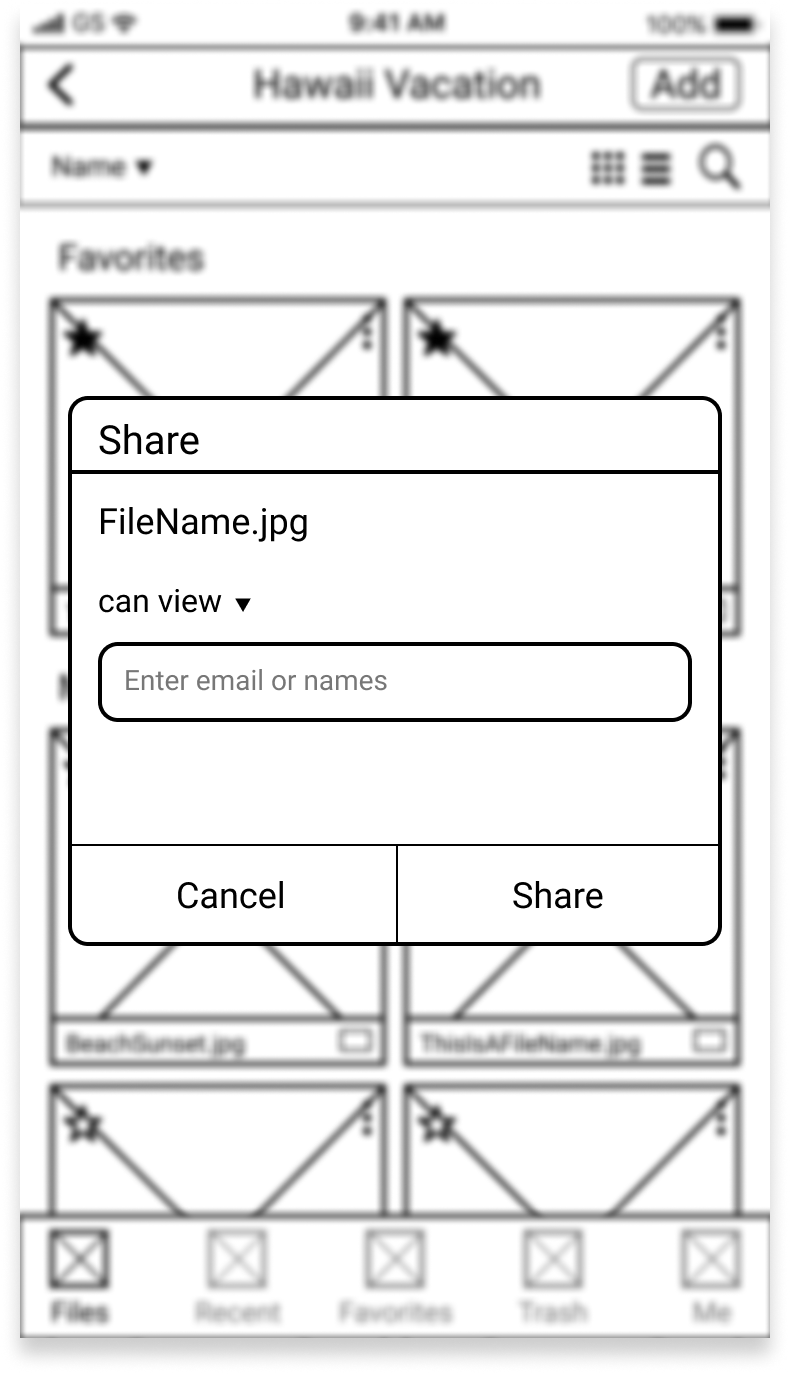 GS 9:41 AM 100%
Hawaii Vacation Add
Name ▼
Favorites
Share
FileName.jpg
can view ▼
Enter email or names
Cancel Share
BeachSunset.jpg ThisIsAFileName.jpg
Files Recent Favorites Trash Me